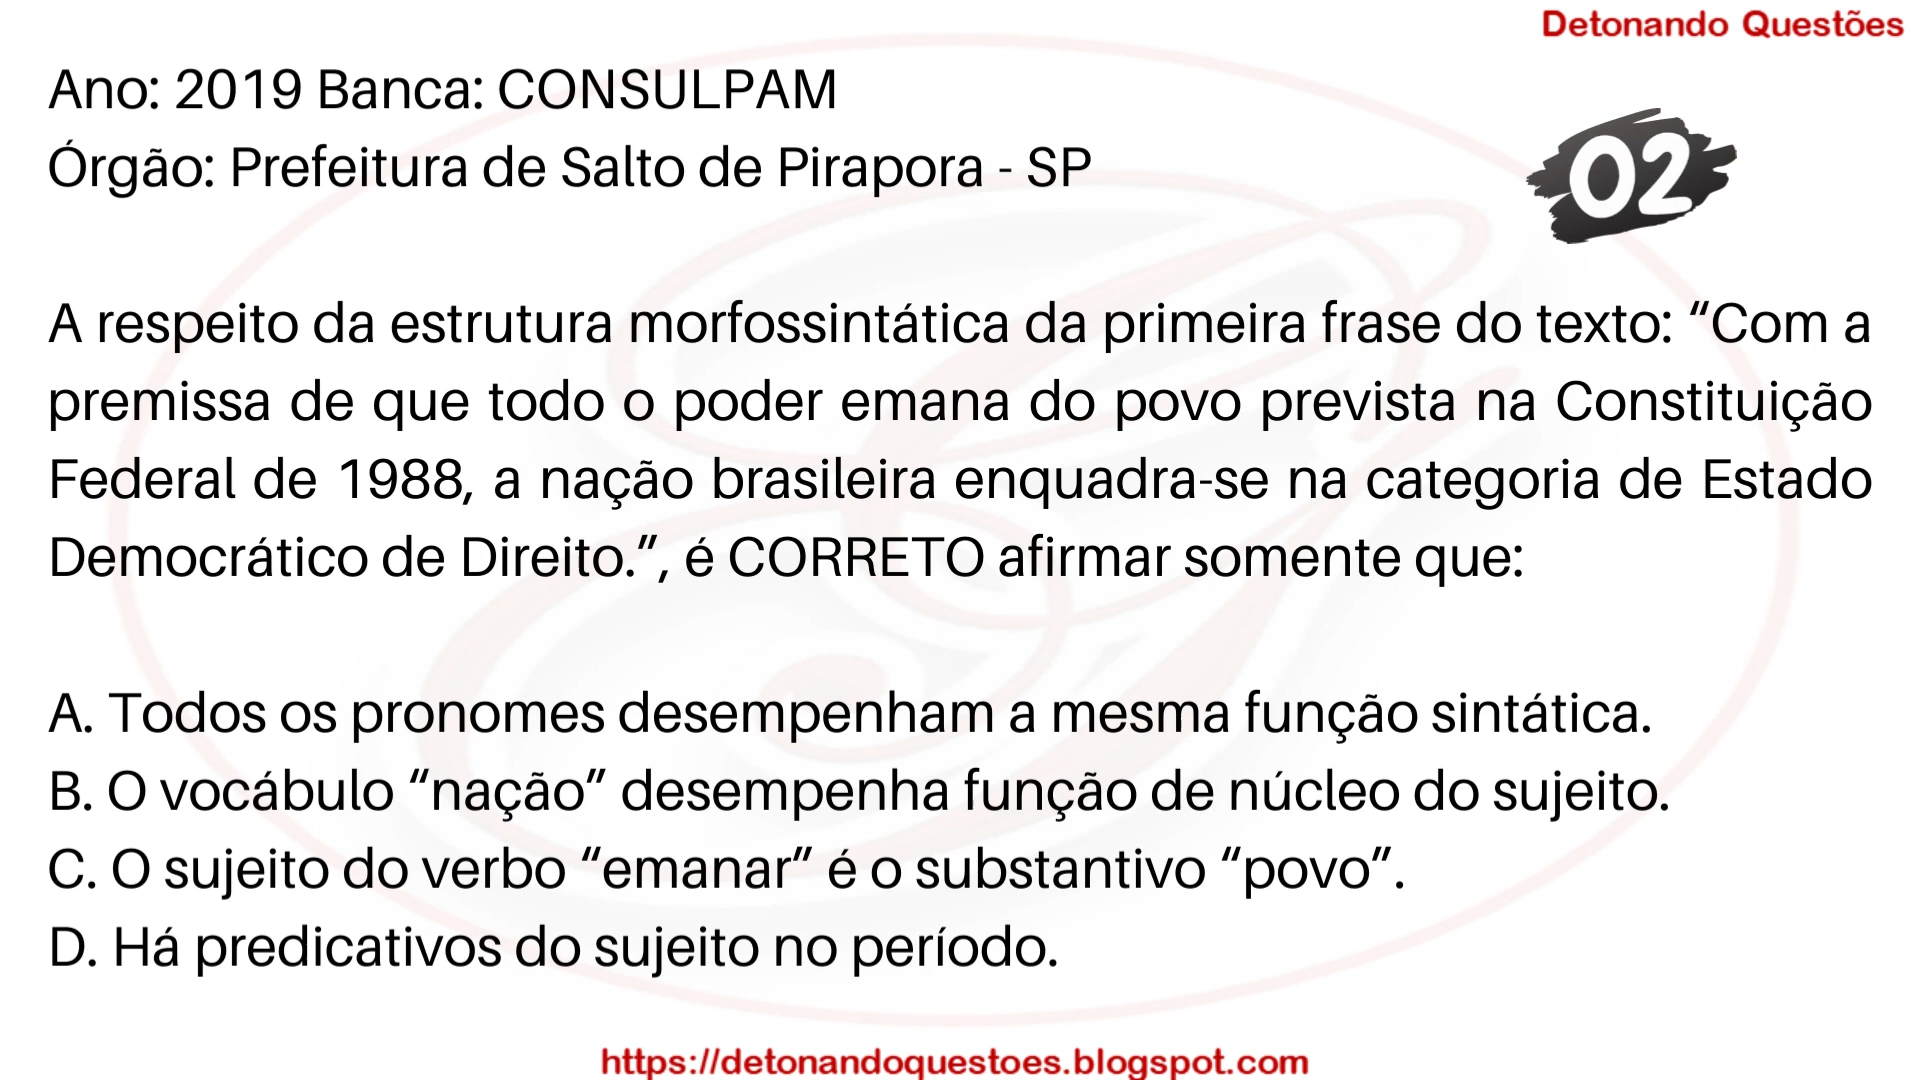 Detonando Questões
Ano: 2019 Banca: CONSULPAM
Órgão: Prefeitura de Salto de Pirapora - SP
02
A respeito da estrutura morfossintática da primeira frase do texto: “Com a
premissa de que todo o poder emana do povo prevista na Constituição
Federal de 1988, a nação brasileira enquadra-se na categoria de Estado
Democrático de Direito.”, é CORRETO afirmar somente que:
A. Todos os pronomes desempenham a mesma função sintática.
B. O vocábulo “nação” desempenha função de núcleo do sujeito.
C. O sujeito do verbo “emanar” é o substantivo “povo”.
D. Há predicativos do sujeito no período.
https://detonandoquestoes.blogspot.com